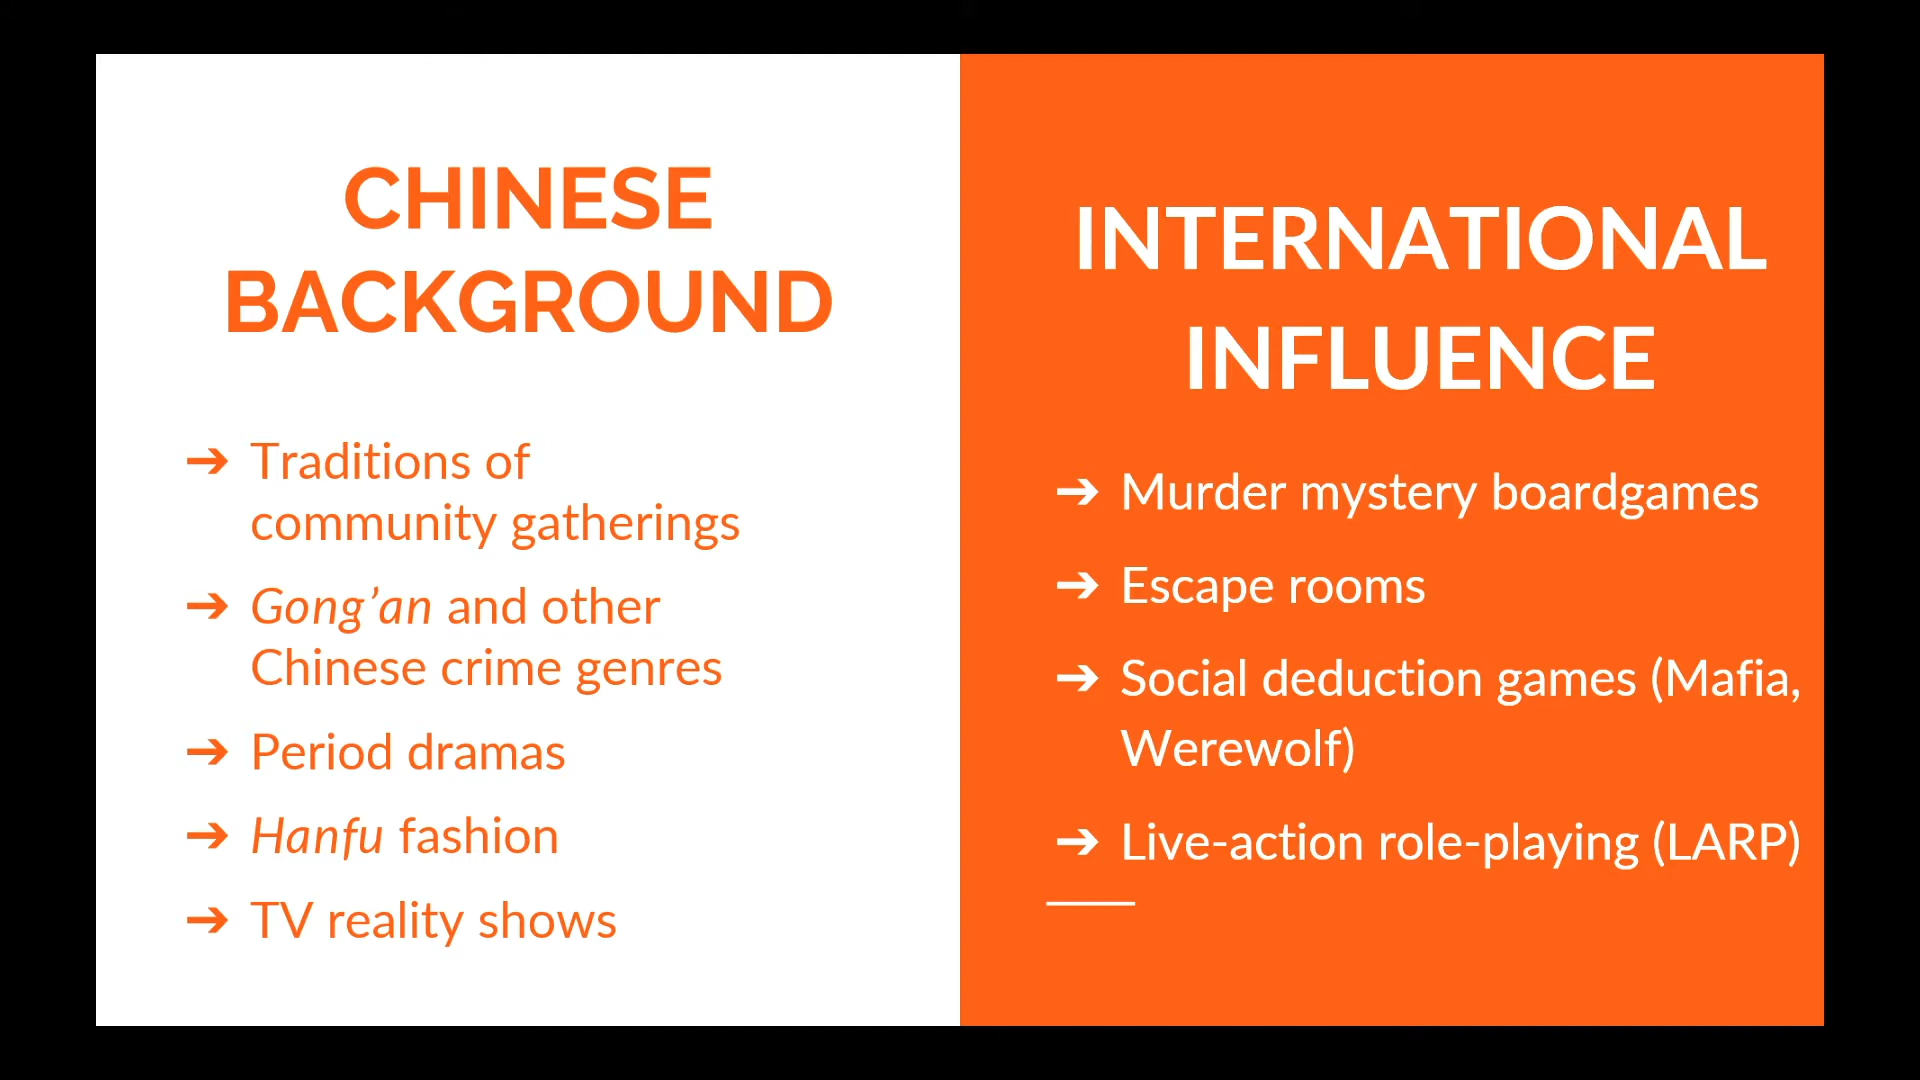 CHINESE
BACKGROUND
➔ Traditions of
community gatherings
➔ Gong’an and other
Chinese crime genres
➔ Period dramas
➔ Hanfu fashion
➔ TV reality shows
INTERNATIONAL
INFLUENCE
➔ Murder mystery boardgames
➔ Escape rooms
➔ Social deduction games (Mafia,
Werewolf)
➔ Live-action role-playing (LARP)